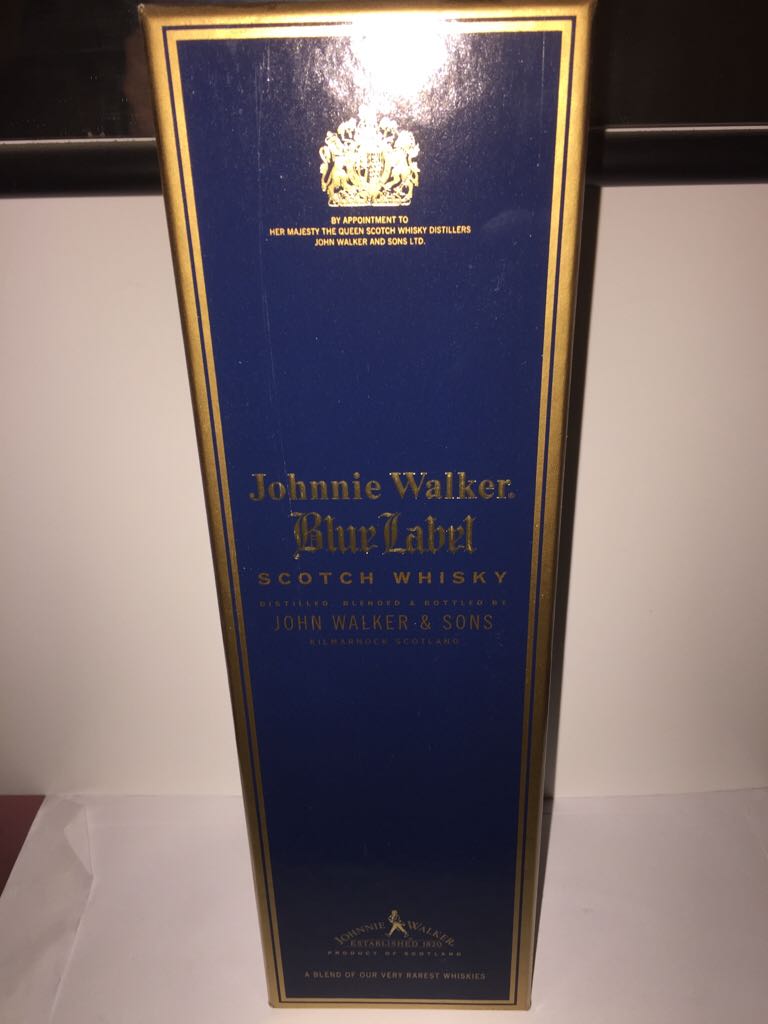 BY APPOINTMENT TO
HER MAJESTY THE QUEEN SCOTCH WHISKY DISTILLERS
JOHN WALKER AND SONS LTD.
Johnnie Walker.
Blue Label
SCOTCH WHISKY
DISTILLED, BLENDED & BOTTLED BY
JOHN WALKER & SONS
KILMARNOCK SCOTLAND
JOHNNIE WALKER.
ESTABLISHED 1820
PRODUCT OF SCOTLAND
A BLEND OF OUR VERY RAREST WHISKIES